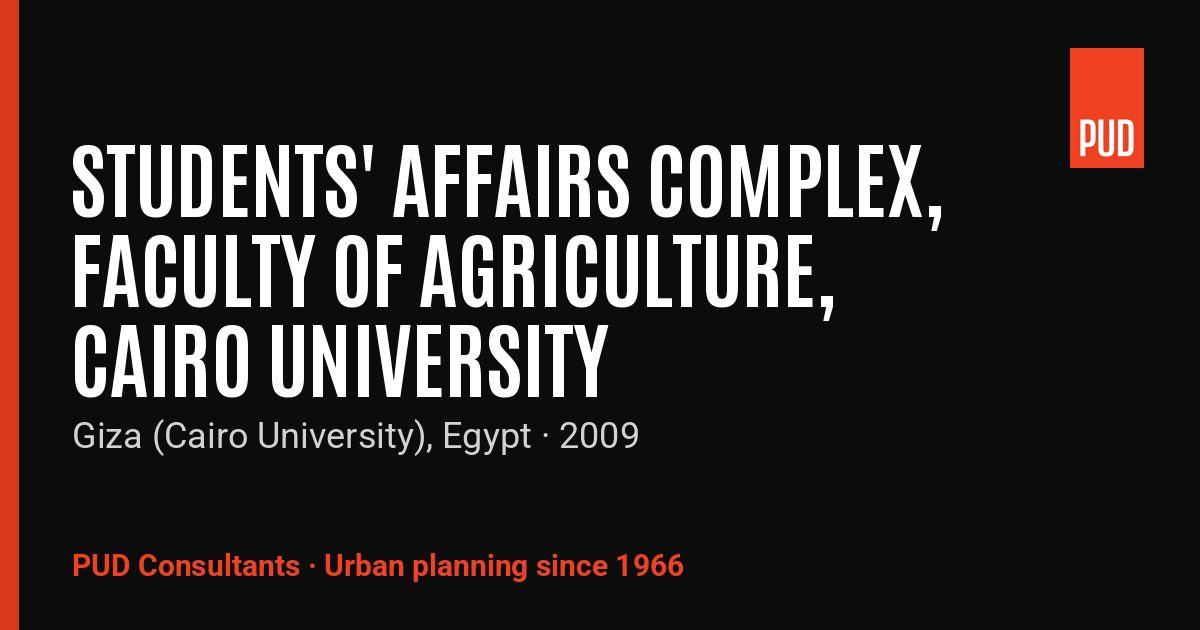 PUD
STUDENTS' AFFAIRS COMPLEX,
FACULTY OF AGRICULTURE,
CAIRO UNIVERSITY
Giza (Cairo University), Egypt · 2009
PUD Consultants · Urban planning since 1966